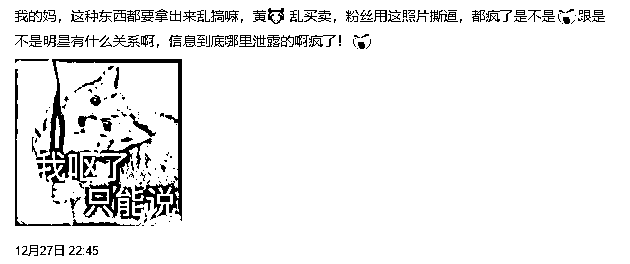 我的妈，这种东西都要拿出来乱搞嘛，黄🐱乱买卖，粉丝用这照片撕逼，都疯了是不是跟是
不是明星有什么关系啊，信息到底哪里泄露的啊疯了！
我呕了
只能说
12月27日 22:45